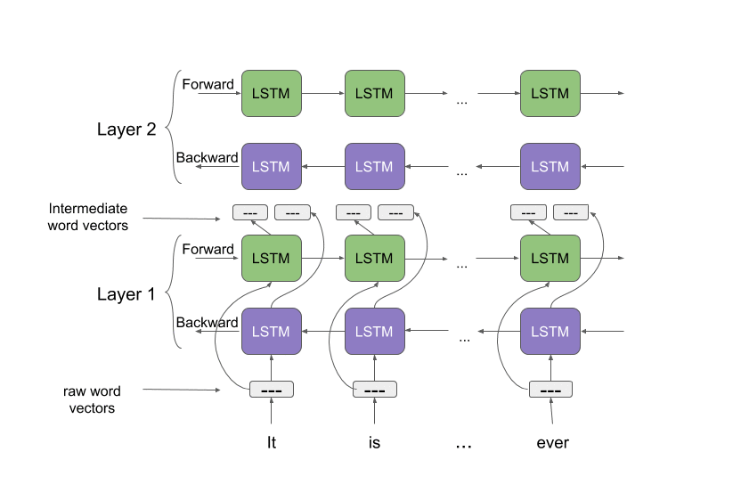 Forward
LSTM LSTM ... LSTM
Layer 2
Backward
LSTM LSTM ... LSTM
Intermediate
word vectors
--- --- --- --- --- ---
Forward
LSTM LSTM ... LSTM
Layer 1
Backward
LSTM LSTM ... LSTM
raw word
vectors
--- --- ---
It is ... ever